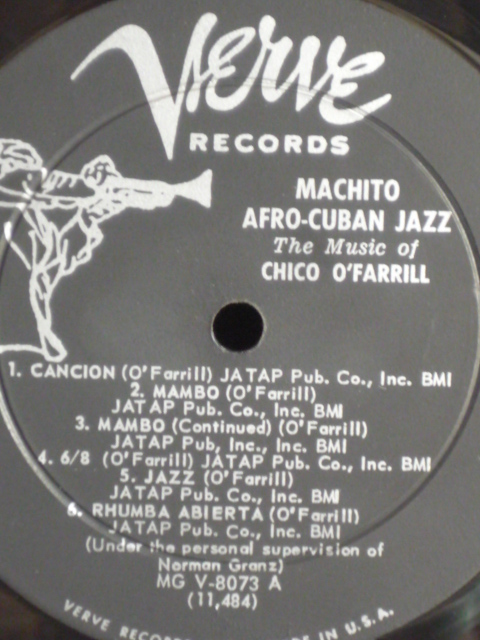 Verve
RECORDS
MACHITO
AFRO-CUBAN JAZZ
The Music of
CHICO O'FARRILL
1. CANCION (O'Farrill) JATAP Pub. Co., Inc. BMI
2. MAMBO (O'Farrill)
JATAP Pub. Co., Inc. BMI
3. MAMBO (Continued) (O'Farrill)
JATAP Pub, Inc., Inc. BMI
4. 6/8 (O'Farrill) JATAP Pub. Co., Inc. BMI
5. JAZZ (O'Farrill)
JATAP Pub. Co., Inc. BMI
6. RHUMBA ABIERTA (O'Farrill)
JATAP Pub. Co., Inc. BMI
(Under the personal supervision of
Norman Granz)
MG V-8073 A
(11,484)
VERVE RECORDS IN U.S.A.